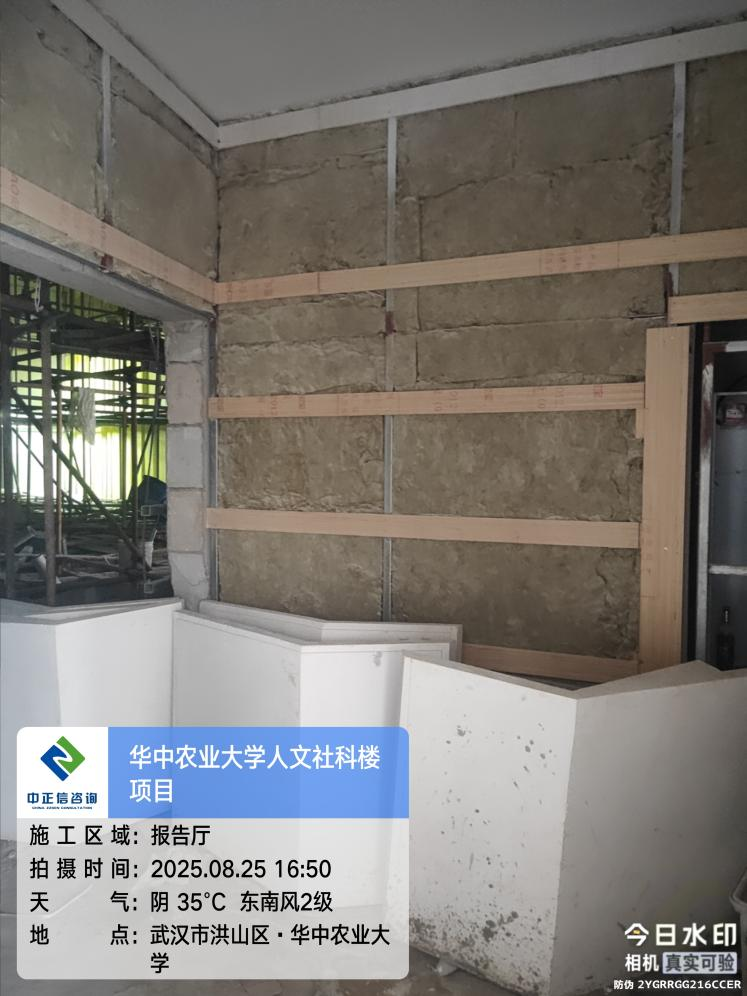 中正信咨询
华中农业大学人文社科楼
项目
施工区域：报告厅
拍摄时间：2025.08.25 16:50
天气：阴 35°C 东南风2级
地点：武汉市洪山区·华中农业大
学
今日水印
相机 真实可验
防伪 2YGRRGG216CCER